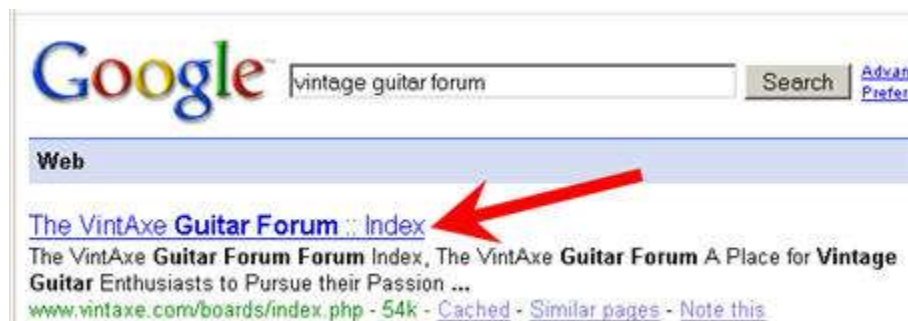 Google vintage guitar forum Search
Web
The VintAxe Guitar Forum :: Index
The VintAxe Guitar Forum Forum Index, The VintAxe Guitar Forum A Place for Vintage
Guitar Enthusiasts to Pursue their Passion ...
www.vintaxe.com/boards/index.php - 54k - Cached - Similar pages - Note this